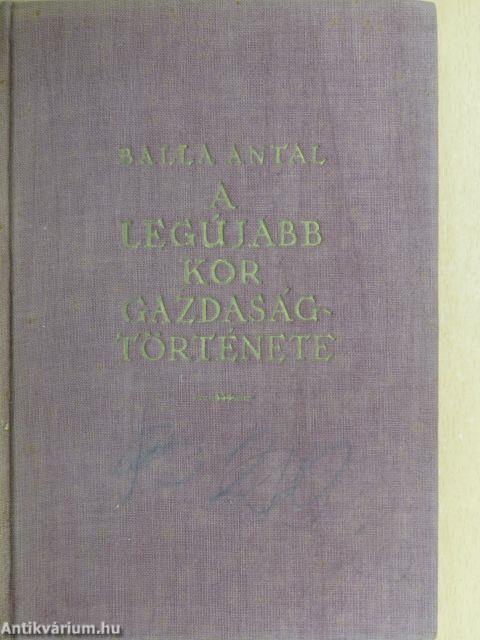 BALLA ANTAL
A
LEGÚJABB
KOR
GAZDASÁG-
TÖRTÉNETE
Antikvárium.hu